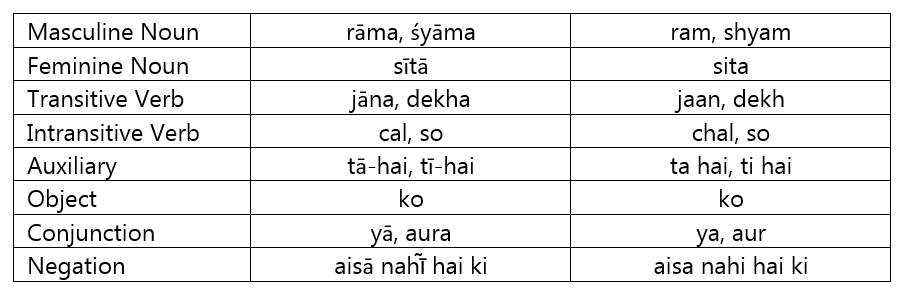 Masculine Noun rāma, śyāma ram, shyam
Feminine Noun sītā sita
Transitive Verb jāna, dekha jaan, dekh
Intransitive Verb cal, so chal, so
Auxiliary tā-hai, tī-hai ta hai, ti hai
Object ko ko
Conjunction yā, aura ya, aur
Negation aisā nahī̃ hai ki aisa nahi hai ki